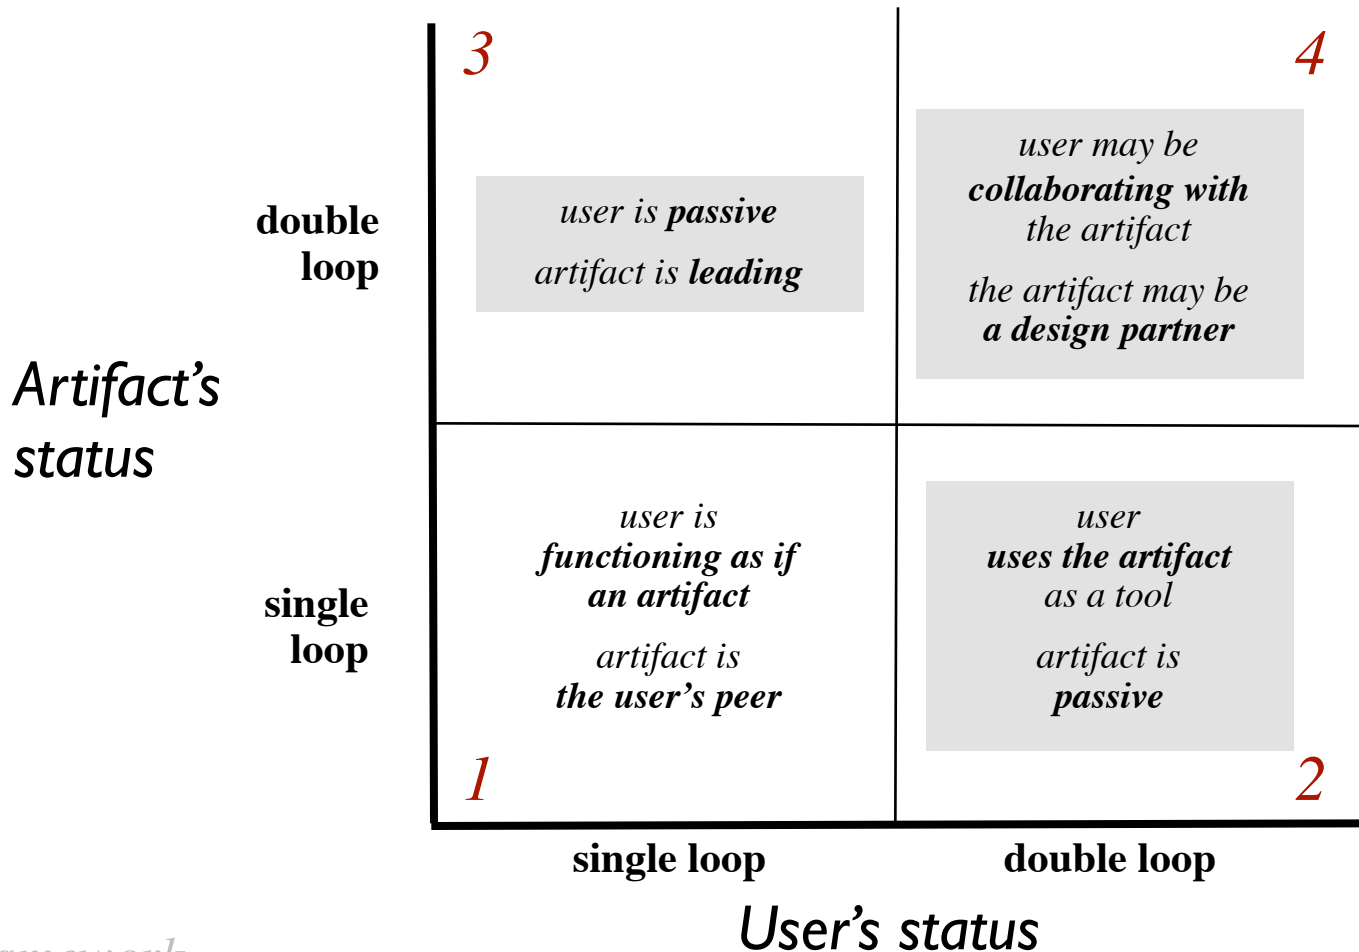 3
4
double
loop
user is passive
artifact is leading
user may be
collaborating with
the artifact
the artifact may be
a design partner
Artifact's
status
single
loop
user is
functioning as if
an artifact
artifact is
the user's peer
user
uses the artifact
as a tool
artifact is
passive
1
2
single loop
double loop
User's status